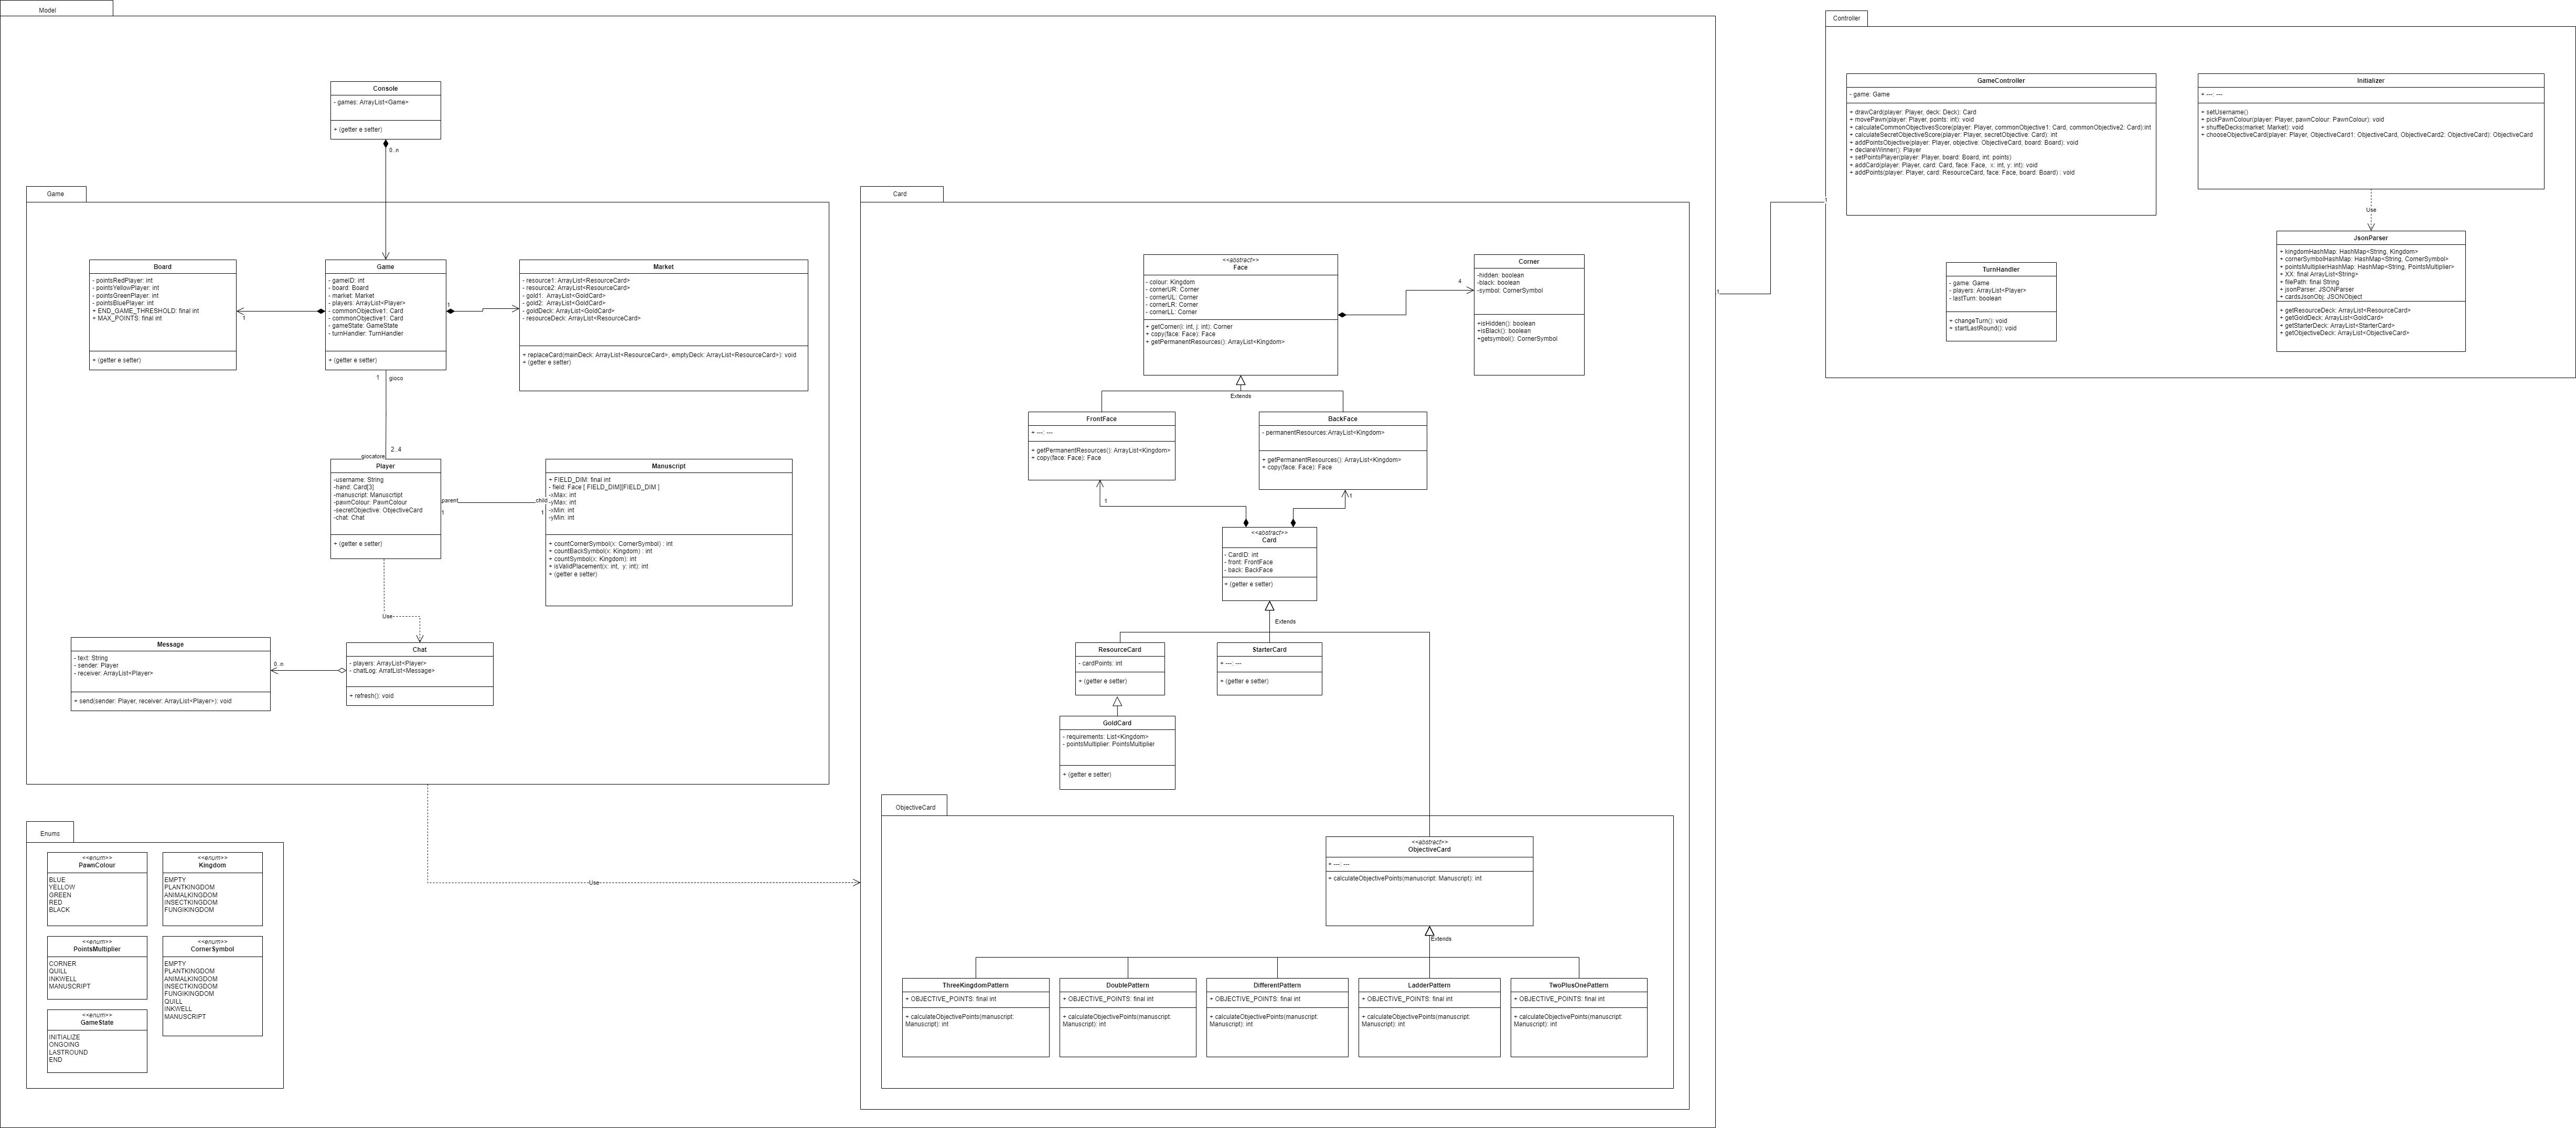 Model
Console
- games: ArrayList<Game>
+ (getter e setter)
0..n
Game
Board
- pointsRedPlayer: int
- pointsYellowPlayer: int
- pointsGreenPlayer: int
- pointsBluePlayer: int
+ END_GAME_THRESHOLD: final int
+ MAX_POINTS: final int
+ (getter e setter)
1
Game
- gameID: int
- board: Board
- market: Market
- players: ArrayList<Player>
- commonObjective1: Card
- commonObjective2: Card
- gameState: GameState
- turnHandler: TurnHandler
+ (getter e setter)
1
Market
- resource1: ArrayList<ResourceCard>
- resource2: ArrayList<ResourceCard>
- gold1:  ArrayList<GoldCard>
- gold2:  ArrayList<GoldCard>
- goldDeck: ArrayList<GoldCard>
- resourceDeck: ArrayList<ResourceCard>
+ replaceCard(mainDeck: ArrayList<ResourceCard>, emptyDeck: ArrayList<ResourceCard>): void
+ (getter e setter)
1
gioco
2..4
giocatore
Player
-username: String
-hand: Card[3]
-manuscript: Manuscrtipt
-pawnColour: PawnColour
-secretObjective: ObjectiveCard
-chat: Chat
+ (getter e setter)
parent
1
child
1
Manuscript
+ FIELD_DIM: final int
- field: Face [ FIELD_DIM][FIELD_DIM ]
-xMax: int
-yMax: int
-xMin: int
-yMin: int
+ countCornerSymbol(x: CornerSymbol) : int
+ countBackSymbol(x: Kingdom) : int
+ countSymbol(x: Kingdom): int
+ isValidPlacement(x: int,  y: int): int
+ (getter e setter)
Use
Message
- text: String
- sender: Player
- receiver: ArrayList<Player>
+ send(sender: Player, receiver: ArrayList<Player>): void
0..n
Chat
- players: ArrayList<Player>
- chatLog: ArratList<Message>
+ refresh(): void
Use
Enums
<<enum>>
PawnColour
BLUE
YELLOW
GREEN
RED
BLACK
<<enum>>
Kingdom
EMPTY
PLANTKINGDOM
ANIMALKINGDOM
INSECTKINGDOM
FUNGIKINGDOM
<<enum>>
PointsMultiplier
CORNER
QUILL
INKWELL
MANUSCRIPT
<<enum>>
CornerSymbol
EMPTY
PLANTKINGDOM
ANIMALKINGDOM
INSECTKINGDOM
FUNGIKINGDOM
QUILL
INKWELL
MANUSCRIPT
<<enum>>
GameState
INITIALIZE
ONGOING
LASTROUND
END
Card
<<abstract>>
Face
- colour: Kingdom
- cornerUR: Corner
- cornerUL: Corner
- cornerLR: Corner
- cornerLL: Corner
+ getCorner(i: int, j: int): Corner
+ copy(face: Face): Face
+ getPermanentResources(): ArrayList<Kingdom>
4
Corner
-hidden: boolean
-black: boolean
-symbol: CornerSymbol
+isHidden(): boolean
+isBlack(): boolean
+getsymbol(): CornerSymbol
Extends
FrontFace
+ ---: ---
+ getPermanentResources(): ArrayList<Kingdom>
+ copy(face: Face): Face
BackFace
- permanentResources:ArrayList<Kingdom>
+ getPermanentResources(): ArrayList<Kingdom>
+ copy(face: Face): Face
1
1
<<abstract>>
Card
- CardID: int
- front: FrontFace
- back: BackFace
+ (getter e setter)
Extends
ResourceCard
- cardPoints: int
+ (getter e setter)
StarterCard
+ ---: ---
+ (getter e setter)
GoldCard
- requirements: List<Kingdom>
- pointsMultiplier: PointsMultiplier
+ (getter e setter)
ObjectiveCard
<<abstract>>
ObjectiveCard
+ ---: ---
+ calculateObjectivePoints(manuscript: Manuscript): int
Extends
ThreeKingdomPattern
+ OBJECTIVE_POINTS: final int
+ calculateObjectivePoints(manuscript:
Manuscript): int
DoublePattern
+ OBJECTIVE_POINTS: final int
+ calculateObjectivePoints(manuscript:
Manuscript): int
DifferentPattern
+ OBJECTIVE_POINTS: final int
+ calculateObjectivePoints(manuscript:
Manuscript): int
LadderPattern
+ OBJECTIVE_POINTS: final int
+ calculateObjectivePoints(manuscript:
Manuscript): int
TwoPlusOnePattern
+ OBJECTIVE_POINTS: final int
+ calculateObjectivePoints(manuscript:
Manuscript): int
1
1
Controller
GameController
- game: Game
+ drawCard(player: Player, deck: Deck): Card
+ movePawn(player: Player, points: int): void
+ calculateCommonObjectivesScore(player: Player, commonObjective1: Card, commonObjective2: Card):int
+ calculateSecretObjectiveScore(player: Player, secretObjective: Card): int
+ addPointsObjective(player: Player, objective: ObjectiveCard, board: Board): void
+ declareWinner(): Player
+ setPointsPlayer(player: Player, board: Board, int: points)
+ addCard(player: Player, card: Card, face: Face,  x: int, y: int): void
+ addPoints(player: Player, card: ResourceCard, face: Face, board: Board) : void
Initializer
+ ---: ---
+ setUsername()
+ pickPawnColour(player: Player, pawnColour: PawnColour): void
+ shuffleDecks(market: Market): void
+ chooseObjectiveCard(player: Player, ObjectiveCard1: ObjectiveCard, ObjectiveCard2: ObjectiveCard): ObjectiveCard
Use
TurnHandler
- game: Game
- players: ArrayList<Player>
- lastTurn: boolean
+ changeTurn(): void
+ startLastRound(): void
JsonParser
+ kingdomHashMap: HashMap<String, Kingdom>
+ cornerSymbolHashMap: HashMap<String, CornerSymbol>
+ pointsMultiplierHashMap: HashMap<String, PointsMultiplier>
+ XX: final ArrayList<String>
+ filePath: final String
+ jsonParser: JSONParser
+ cardsJsonObj: JSONObject
+ getResourceDeck: ArrayList<ResourceCard>
+ getGoldDeck: ArrayList<GoldCard>
+ getStarterDeck: ArrayList<StarterCard>
+ getObjectiveDeck: ArrayList<ObjectiveCard>